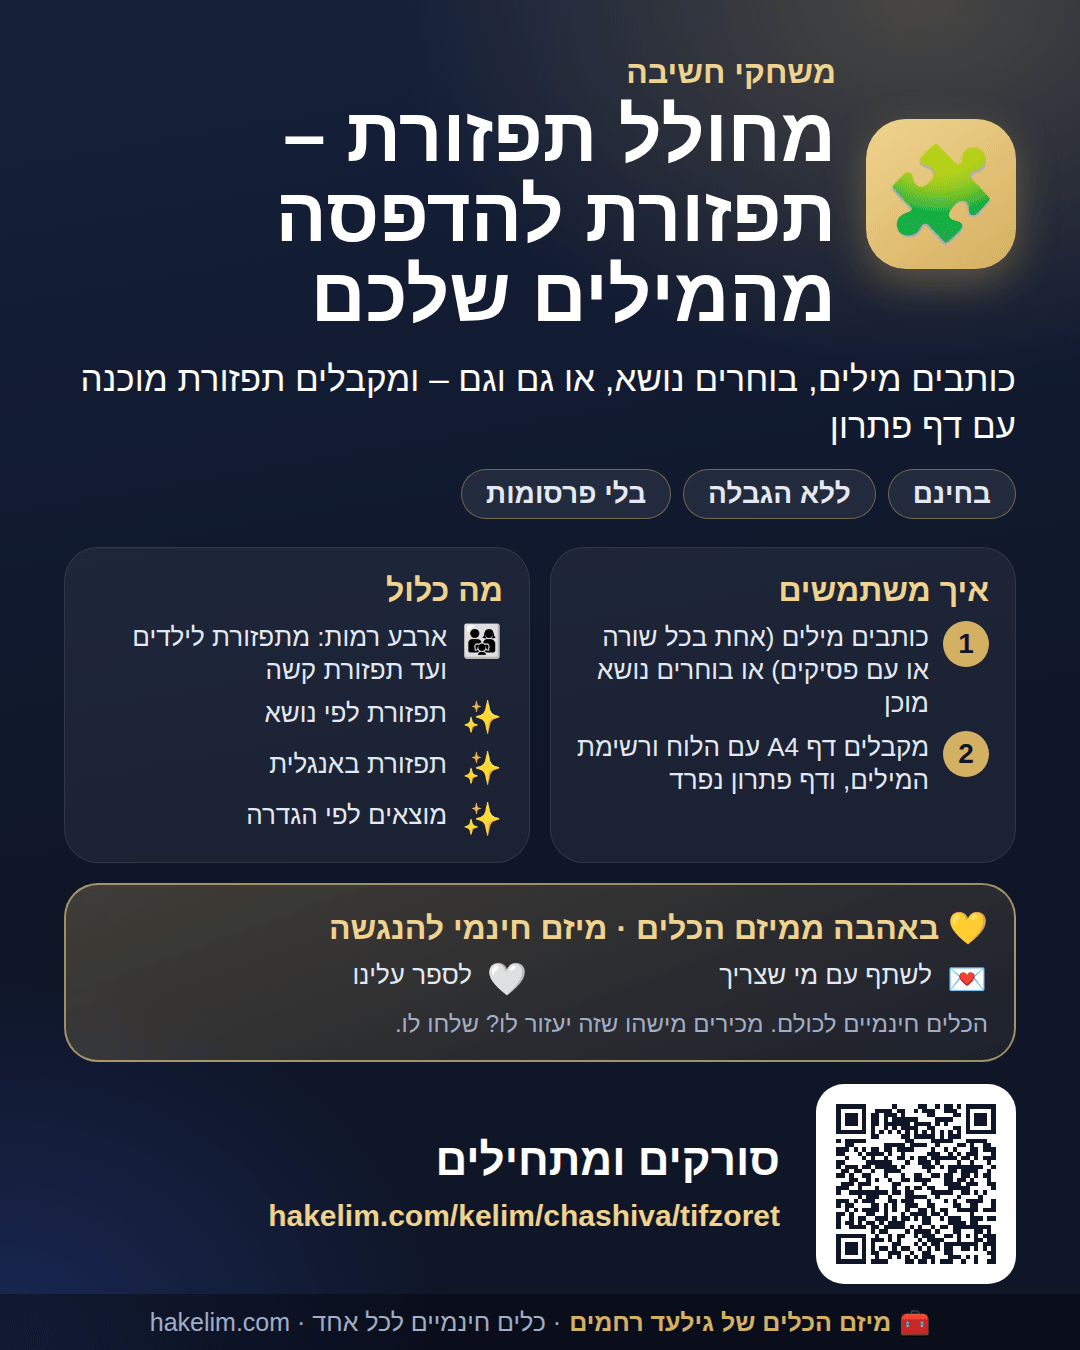 משחקי חשיבה
מחולל תפזורת –
תפזורת להדפסה
מהמילים שלכם
כותבים מילים, בוחרים נושא, או גם וגם – ומקבלים תפזורת מוכנה
עם דף פתרון
בחינם
ללא הגבלה
בלי פרסומות
איך משתמשים
1 כותבים מילים (אחת בכל שורה
או עם פסיקים) או בוחרים נושא
מוכן
2 מקבלים דף A4 עם הלוח ורשימת
המילים, ודף פתרון נפרד
מה כלול
ארבע רמות: מתפזורת לילדים
ועד תפזורת קשה
תפזורת לפי נושא
תפזורת באנגלית
מוצאים לפי הגדרה
באהבה ממיזם הכלים · מיזם חינמי להנגשה
לשתף עם מי שצריך
לספר עלינו
הכלים חינמיים לכולם. מכירים מישהו שזה יעזור לו? שלחו לו.
סורקים ומתחילים
hakelim.com/kelim/chashiva/tifzoret
מיזם הכלים של גילעד רחמים · כלים חינמיים לכל אחד · hakelim.com